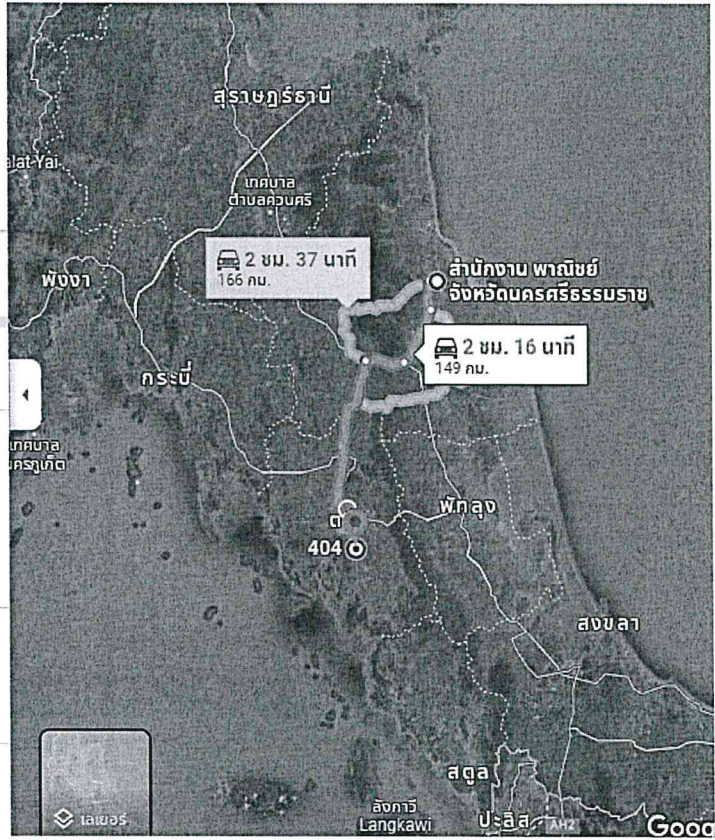 สุราษฎร์ธานี
alat Yai
เทศบาล
ตำบลควนศรี
2 ชม. 37 นาที
166 กม.
พังงา
สำนักงาน พาณิชย์
จังหวัดนครศรีธรรมราช
2 ชม. 16 นาที
149 กม.
กระบี่
เทศบาล
นครภูเก็ต
ต
พัทลุง
404
สงขลา
สตูล
ลังกาวี
Langkawi
ปะลิส
AH2
เลเยอร์
Goog